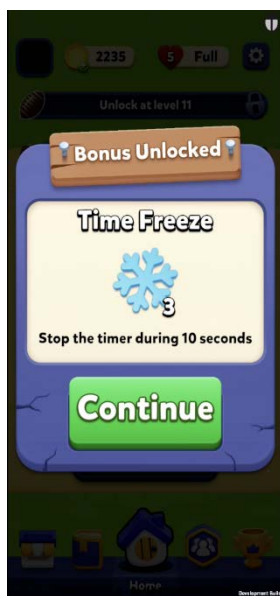 2235
5
Full
Unlock at level 11
Bonus Unlocked
Time Freeze
3
Stop the timer during 10 seconds
Continue
Home
Development Build